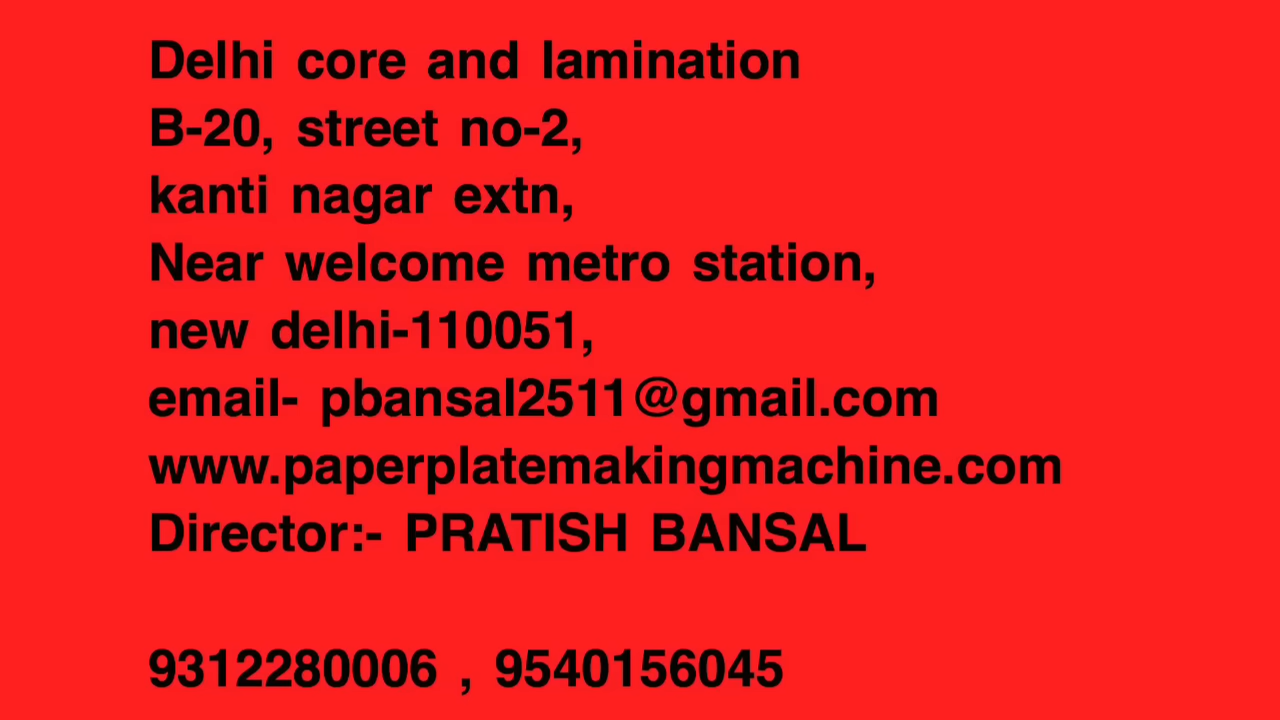 Delhi core and lamination
B-20, street no-2,
kanti nagar extn,
Near welcome metro station,
new delhi-110051,
email- pbansal2511@gmail.com
www.paperplatemakingmachine.com
Director:- PRATISH BANSAL
9312280006 , 9540156045